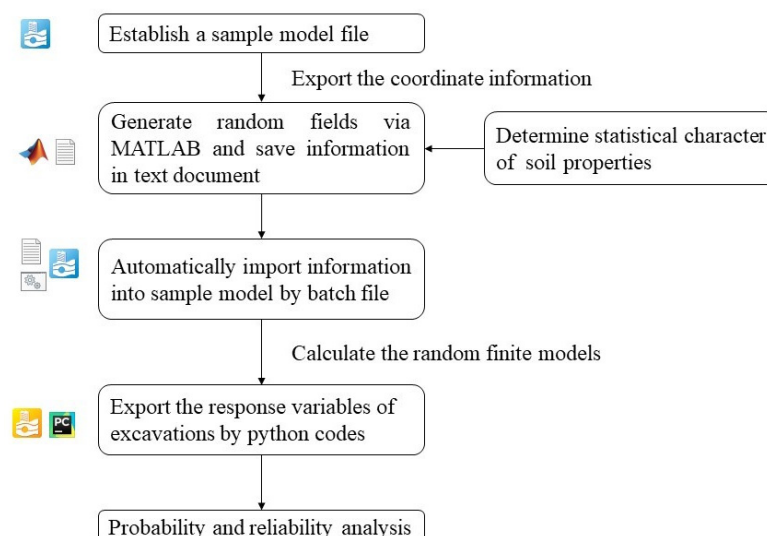 Establish a sample model file
Export the coordinate information
Generate random fields via
MATLAB and save information
in text document
Determine statistical character
of soil properties
Automatically import information
into sample model by batch file
Calculate the random finite models
PC
Export the response variables of
excavations by python codes
Probability and reliability analysis